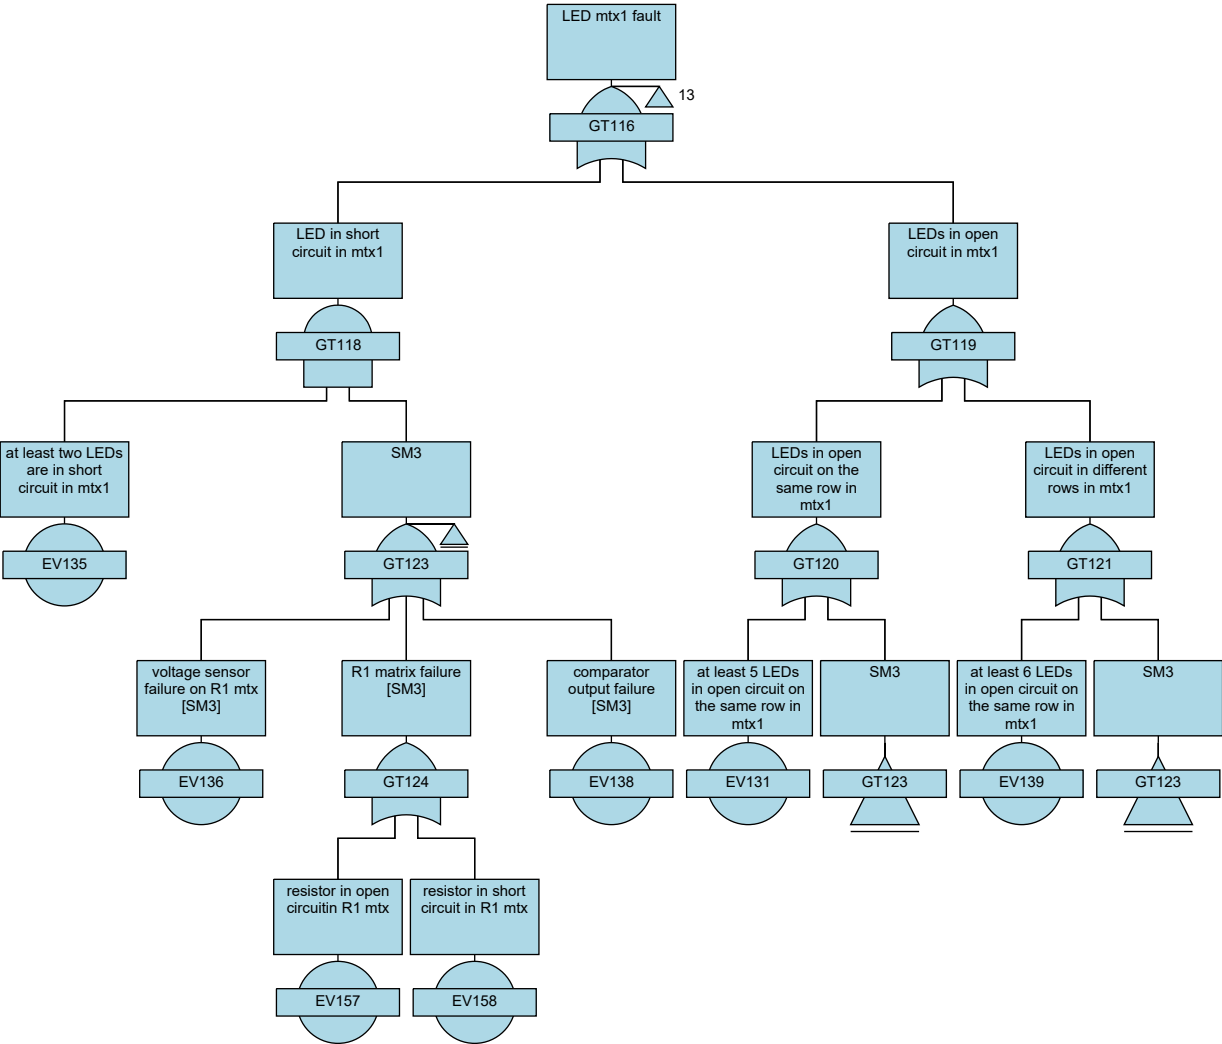 LED mtx1 fault
13
GT116
LED in short
circuit in mtx1
LEDs in open
circuit in mtx1
GT118
GT119
at least two LEDs
are in short
circuit in mtx1
SM3
LEDs in open
circuit on the
same row in
mtx1
LEDs in open
circuit in different
rows in mtx1
EV135
GT123
GT120
GT121
voltage sensor
failure on R1 mtx
[SM3]
R1 matrix failure
[SM3]
comparator
output failure
[SM3]
at least 5 LEDs
in open circuit on
the same row in
mtx1
SM3
at least 6 LEDs
in open circuit on
the same row in
mtx1
SM3
EV136
GT124
EV138
EV131
GT123
EV139
GT123
resistor in open
circuitin R1 mtx
resistor in short
circuit in R1 mtx
EV157
EV158